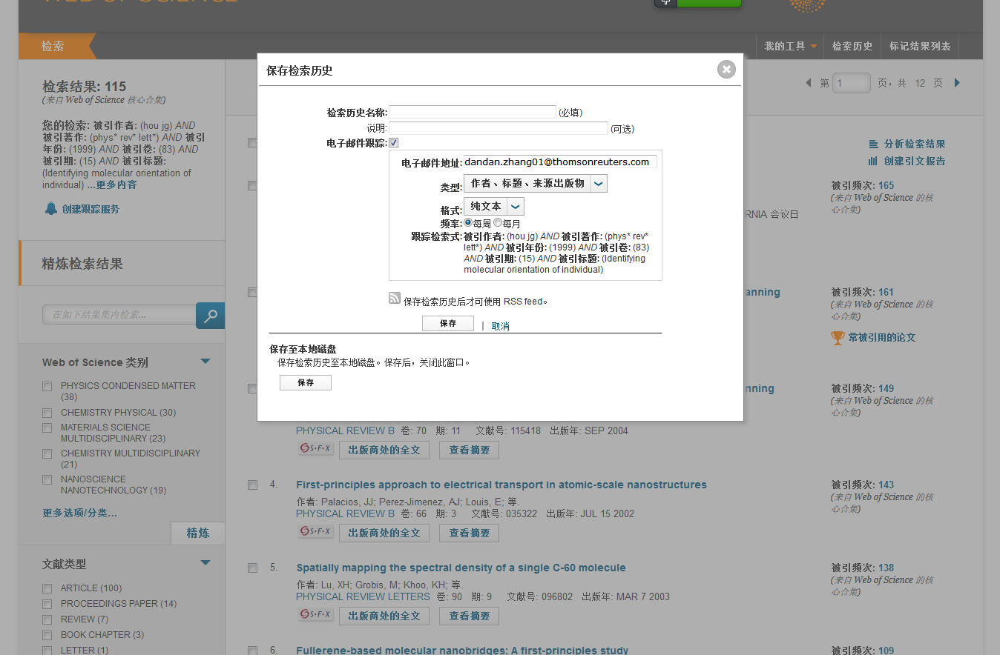 WEB OF SCIENCE
检索
我的工具
检索历史
标记结果列表
检索结果: 115
(来自 Web of Science 核心合集)
您的检索: 被引作者: (hou jg) AND
被引著作: (phys* rev* lett*) AND 被引
年份: (1999) AND 被引卷: (83) AND
被引期: (15) AND 被引标题:
(Identifying molecular orientation of
individual) ...更多内容
创建跟踪服务
精炼检索结果
在如下结果集内检索...
Web of Science 类别
PHYSICS CONDENSED MATTER
(38)
CHEMISTRY PHYSICAL (30)
MATERIALS SCIENCE
MULTIDISCIPLINARY (23)
CHEMISTRY MULTIDISCIPLINARY
(21)
NANOSCIENCE
NANOTECHNOLOGY (19)
更多选项/分类...
精炼
文献类型
ARTICLE (100)
PROCEEDINGS PAPER (14)
REVIEW (7)
BOOK CHAPTER (3)
LETTER (1)
保存检索历史
检索历史名称: (必填)
说明: (可选)
电子邮件跟踪:
电子邮件地址: dandan.zhang01@thomsonreuters.com
类型: 作者、标题、来源出版物
格式: 纯文本
频率: 每周 每月
跟踪检索式: 被引作者: (hou jg) AND 被引著作: (phys* rev*
lett*) AND 被引年份: (1999) AND 被引卷: (83)
AND 被引期: (15) AND 被引标题: (Identifying
molecular orientation of individual)
保存检索历史后才可使用 RSS feed。
保存 | 取消
保存至本地磁盘
保存检索历史至本地磁盘。保存后，关闭此窗口。
保存
第 1 页，共 12 页
分析检索结果
创建引文报告
被引频次: 165
(来自 Web of Science 的核
心合集)
RNIA 会议日
anning
被引频次: 161
(来自 Web of Science 的核
心合集)
常被引用的论文
nning
被引频次: 149
(来自 Web of Science 的核
心合集)
PHYSICAL REVIEW B 卷: 70 期: 11 文献号: 115418 出版年: SEP 2004
S·F·X 出版商处的全文 查看摘要
4. First-principles approach to electrical transport in atomic-scale nanostructures
作者: Palacios, JJ; Perez-Jimenez, AJ; Louis, E; 等.
PHYSICAL REVIEW B 卷: 66 期: 3 文献号: 035322 出版年: JUL 15 2002
S·F·X 出版商处的全文 查看摘要
被引频次: 143
(来自 Web of Science 的核
心合集)
5. Spatially mapping the spectral density of a single C-60 molecule
作者: Lu, XH; Grobis, M; Khoo, KH; 等.
PHYSICAL REVIEW LETTERS 卷: 90 期: 9 文献号: 096802 出版年: MAR 7 2003
S·F·X 出版商处的全文 查看摘要
被引频次: 138
(来自 Web of Science 的核
心合集)
6. Fullerene-based molecular nanobridges: A first-principles study
被引频次: 109